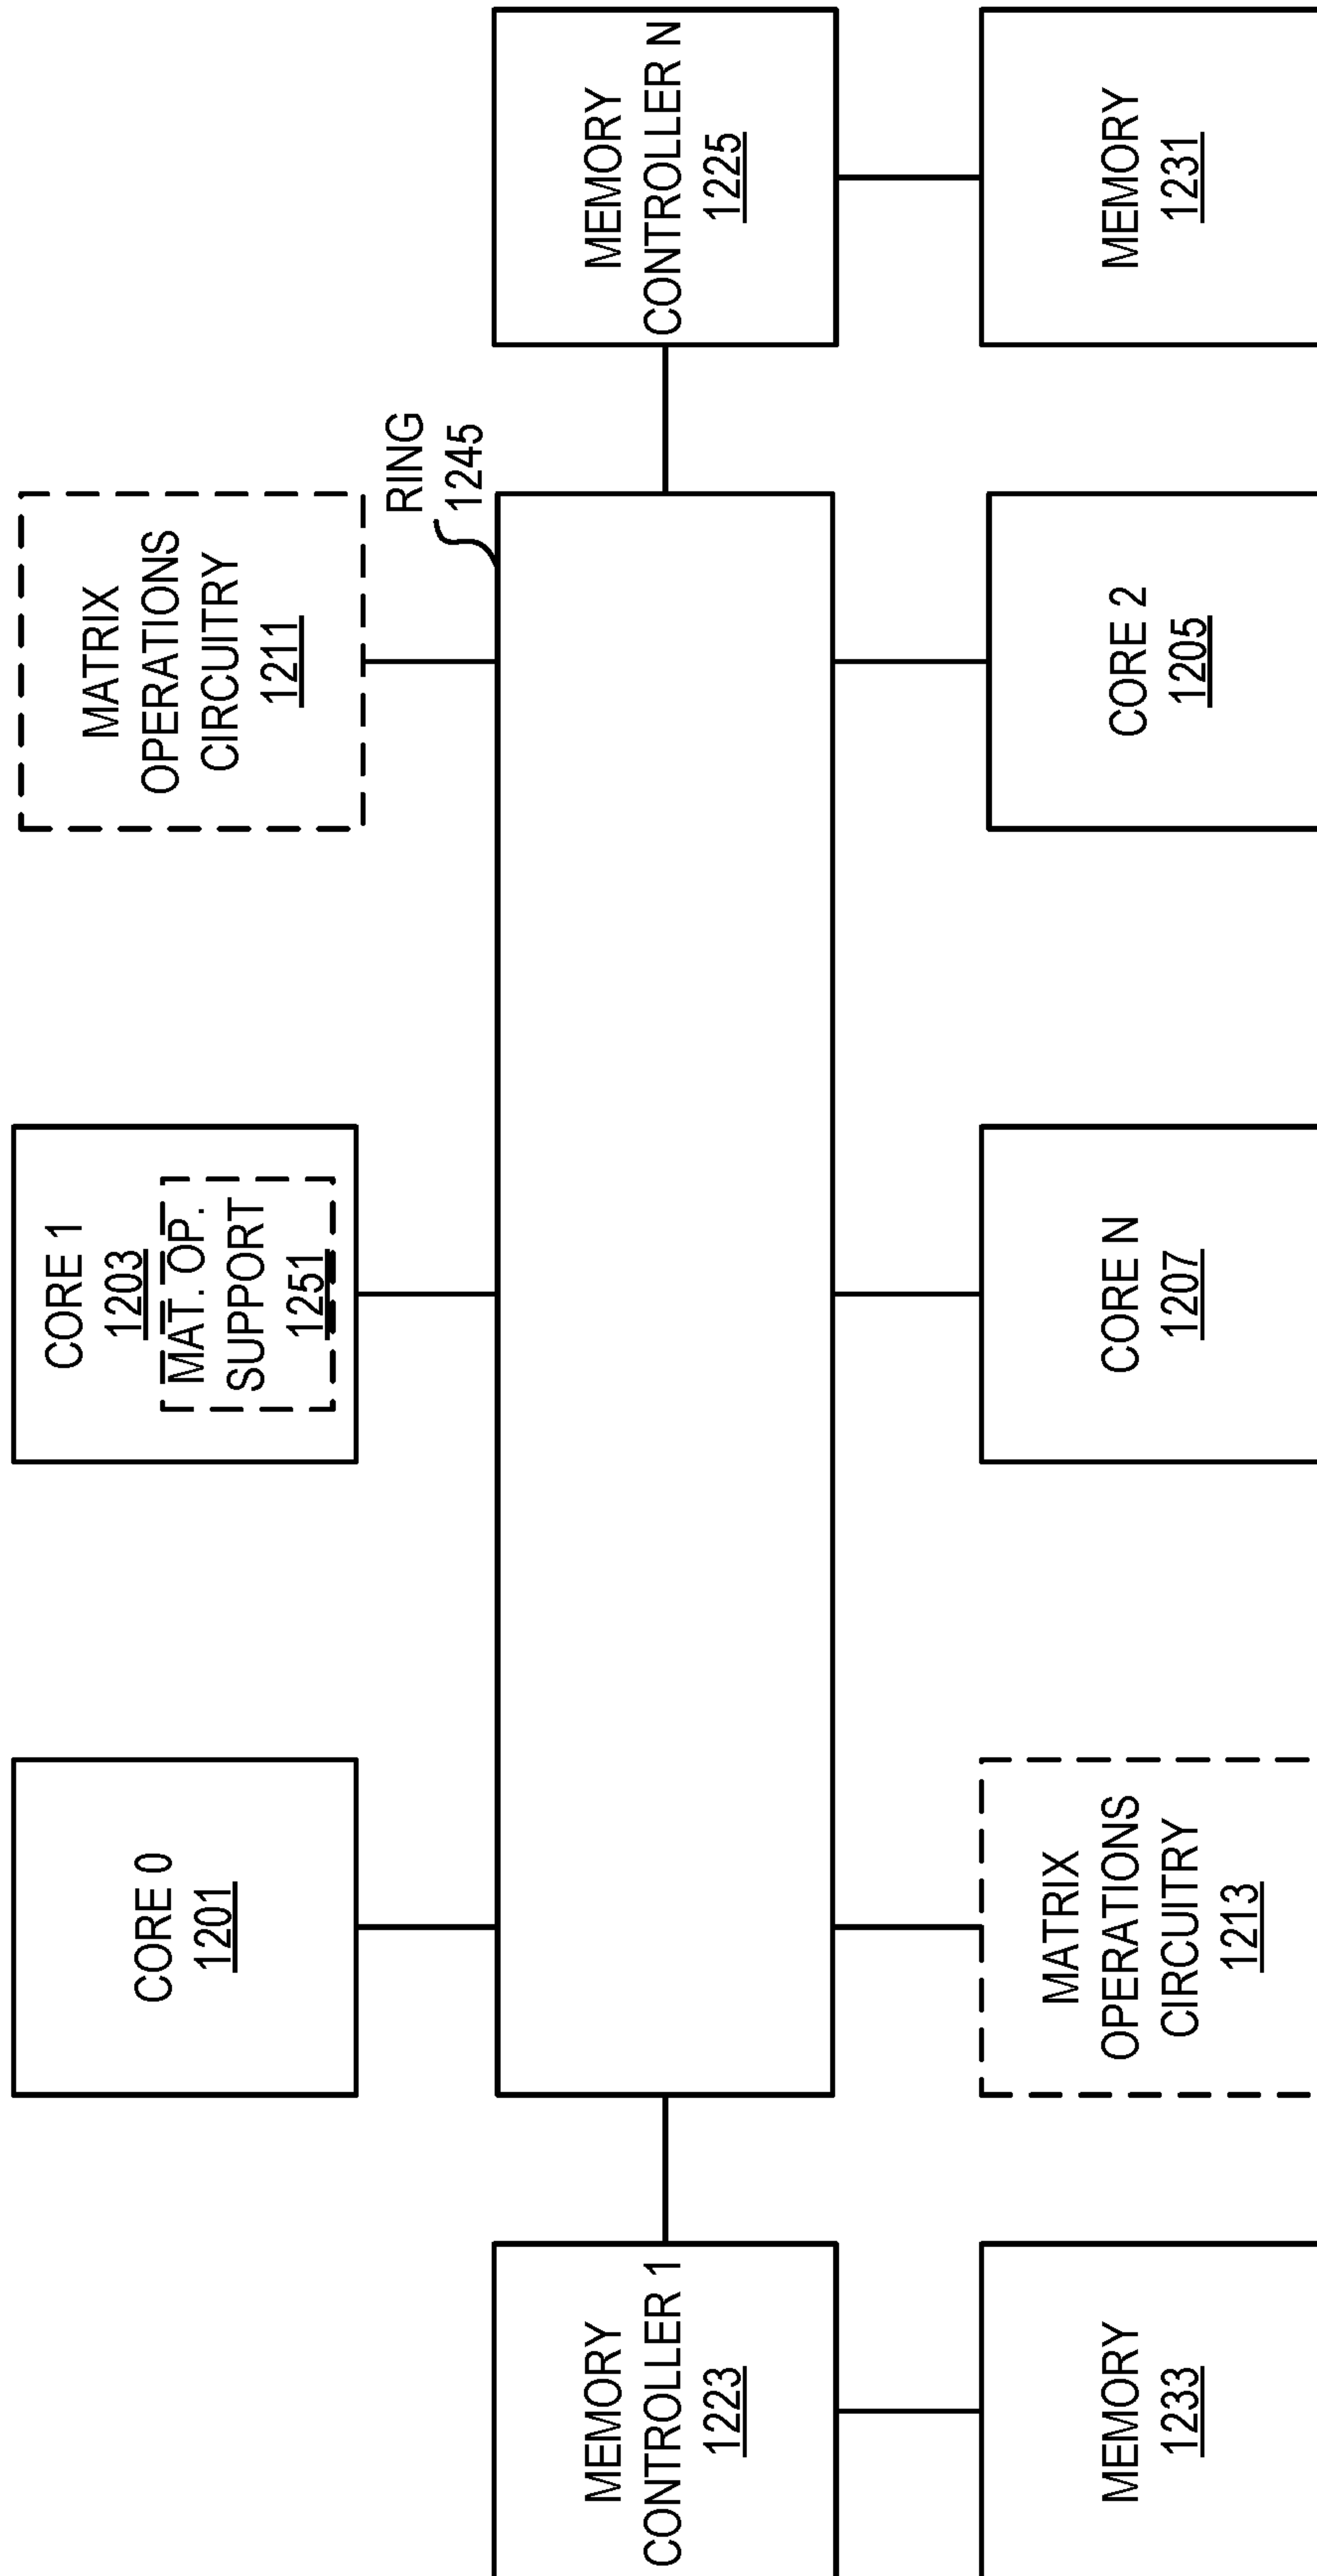 CORE 0
1201
CORE 1
1203
MAT. OP.
SUPPORT
1251
MATRIX
OPERATIONS
CIRCUITRY
1211
RING
1245
MEMORY
CONTROLLER 1
1223
MEMORY
CONTROLLER N
1225
MEMORY
1233
MATRIX
OPERATIONS
CIRCUITRY
1213
CORE N
1207
CORE 2
1205
MEMORY
1231